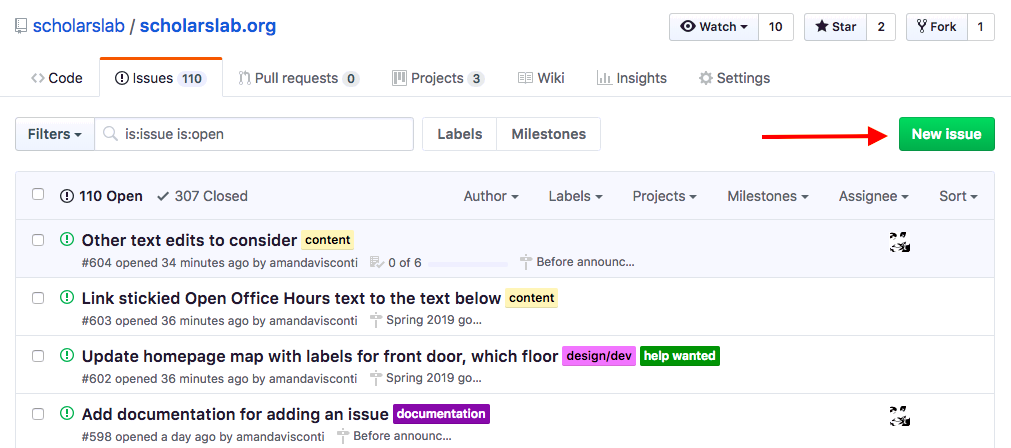 scholarslab / scholarslab.org
Watch 10 Star 2 Fork 1
Code Issues 110 Pull requests 0 Projects 3 Wiki Insights Settings
Filters is:issue is:open Labels Milestones New issue
110 Open 307 Closed Author Labels Projects Milestones Assignee Sort
Other text edits to consider content
#604 opened 34 minutes ago by amandavisconti 0 of 6 Before announc...
Link stickied Open Office Hours text to the text below content
#603 opened 36 minutes ago by amandavisconti Spring 2019 go...
Update homepage map with labels for front door, which floor design/dev help wanted
#602 opened 36 minutes ago by amandavisconti Spring 2019 go...
Add documentation for adding an issue documentation
#598 opened a day ago by amandavisconti Before announc...